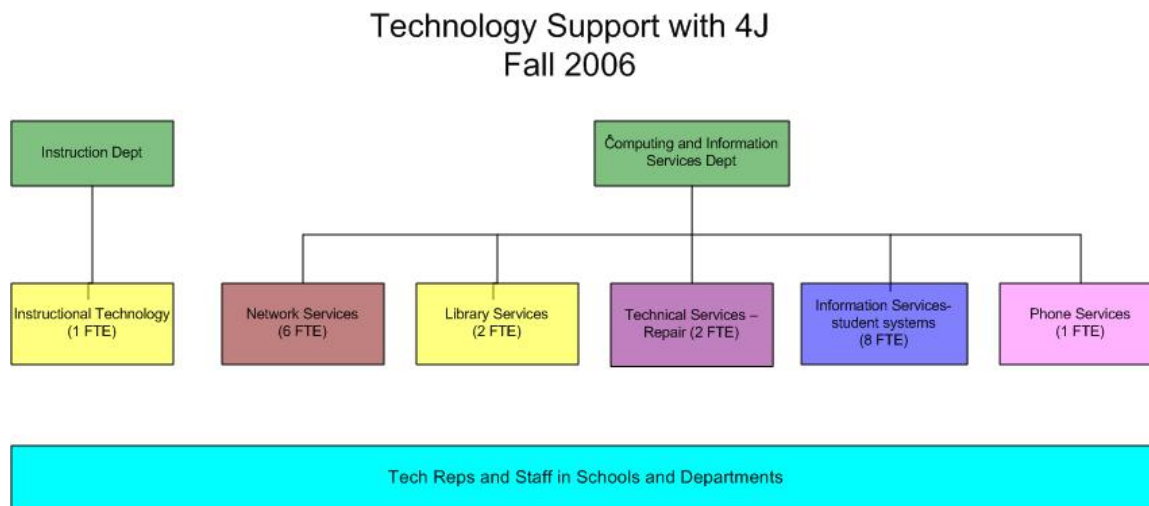 Technology Support with 4J
Fall 2006
Instruction Dept
Computing and Information
Services Dept
Instructional Technology
(1 FTE)
Network Services
(6 FTE)
Library Services
(2 FTE)
Technical Services –
Repair (2 FTE)
Information Services-
student systems
(8 FTE)
Phone Services
(1 FTE)
Tech Reps and Staff in Schools and Departments